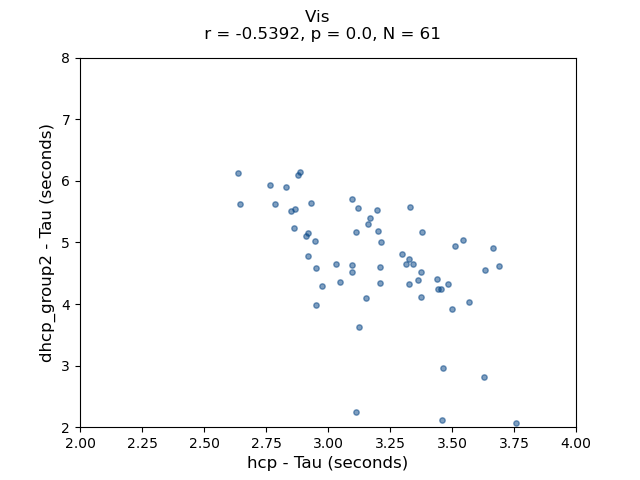 Vis
r = -0.5392, p = 0.0, N = 61
8
7
6
5
4
3
2
dhcp_group2 - Tau (seconds)
2.00 2.25 2.50 2.75 3.00 3.25 3.50 3.75 4.00
hcp - Tau (seconds)